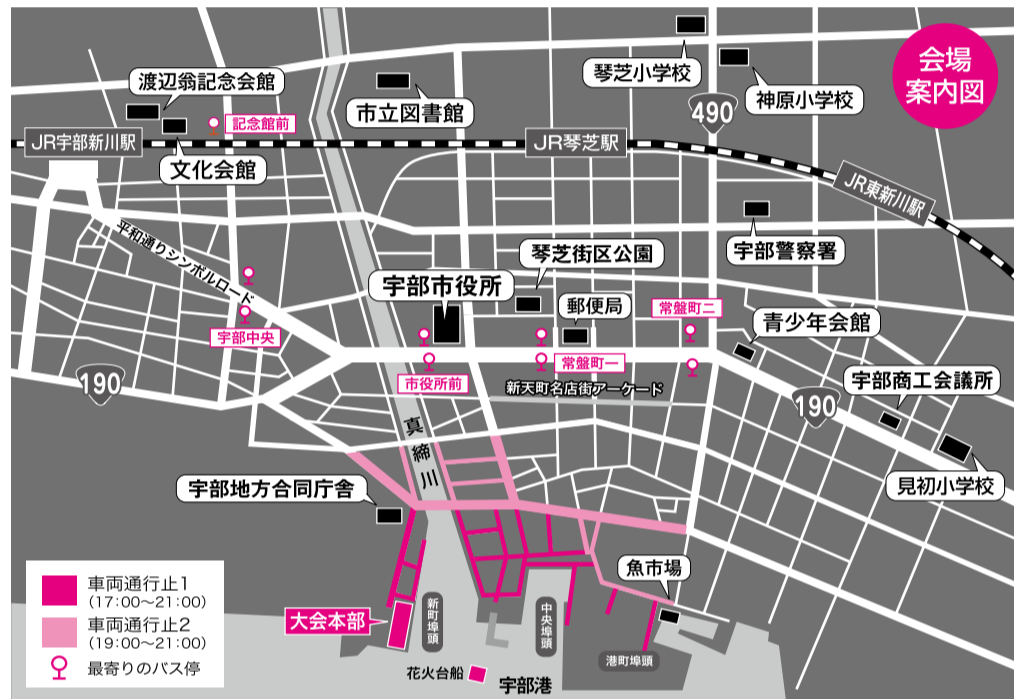 会場
案内図
琴芝小学校
神原小学校
渡辺翁記念会館
市立図書館
490
記念館前
JR宇部新川駅
JR琴芝駅
文化会館
JR東新川駅
平和通りシンボルロード
宇部警察署
琴芝街区公園
宇部市役所
郵便局
常盤町二
青少年会館
宇部中央
市役所前
常盤町一
新天町名店街アーケード
宇部商工会議所
190
190
真締川
見初小学校
宇部地方合同庁舎
魚市場
車両通行止1
(17:00〜21:00)
車両通行止2
(19:00〜21:00)
最寄りのバス停
大会本部
新町埠頭
中央埠頭
港町埠頭
花火台船
宇部港